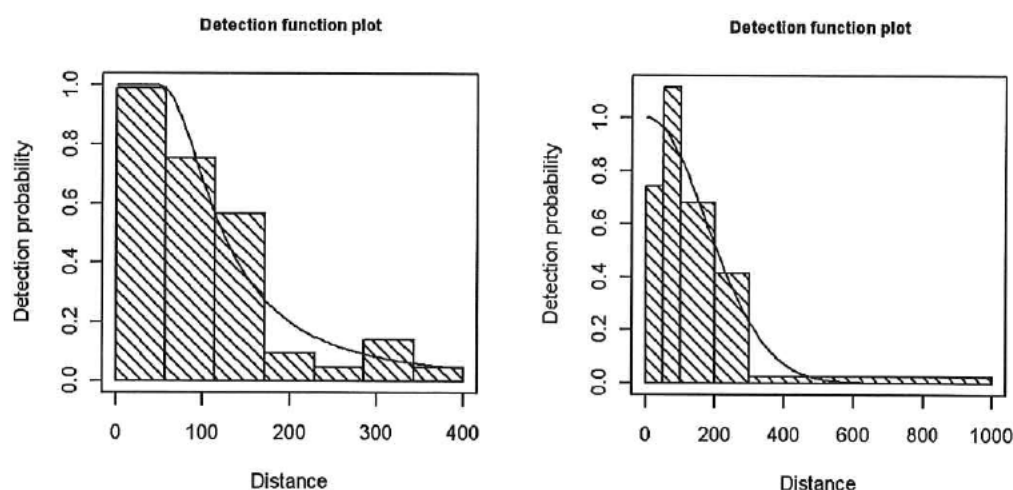 Detection function plot
Detection probability
0.0 0.2 0.4 0.6 0.8 1.0
0 100 200 300 400
Distance
Detection function plot
Detection probability
0.0 0.2 0.4 0.6 0.8 1.0
0 200 400 600 800 1000
Distance